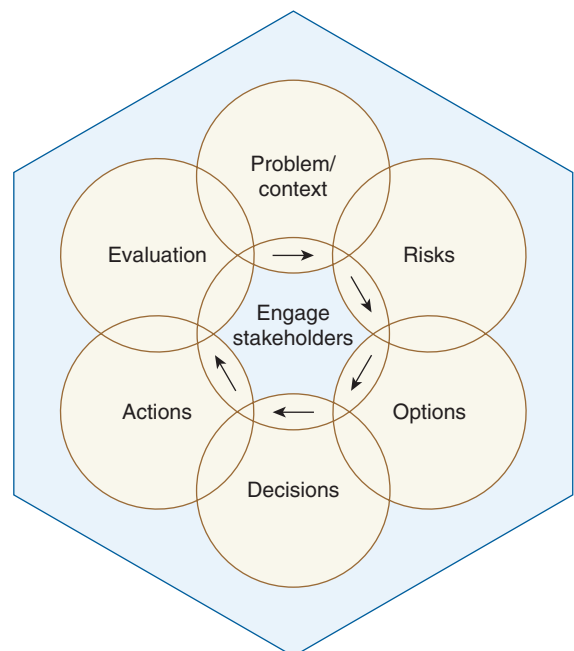 Problem/
context
Evaluation
Risks
Engage
stakeholders
Actions
Options
Decisions